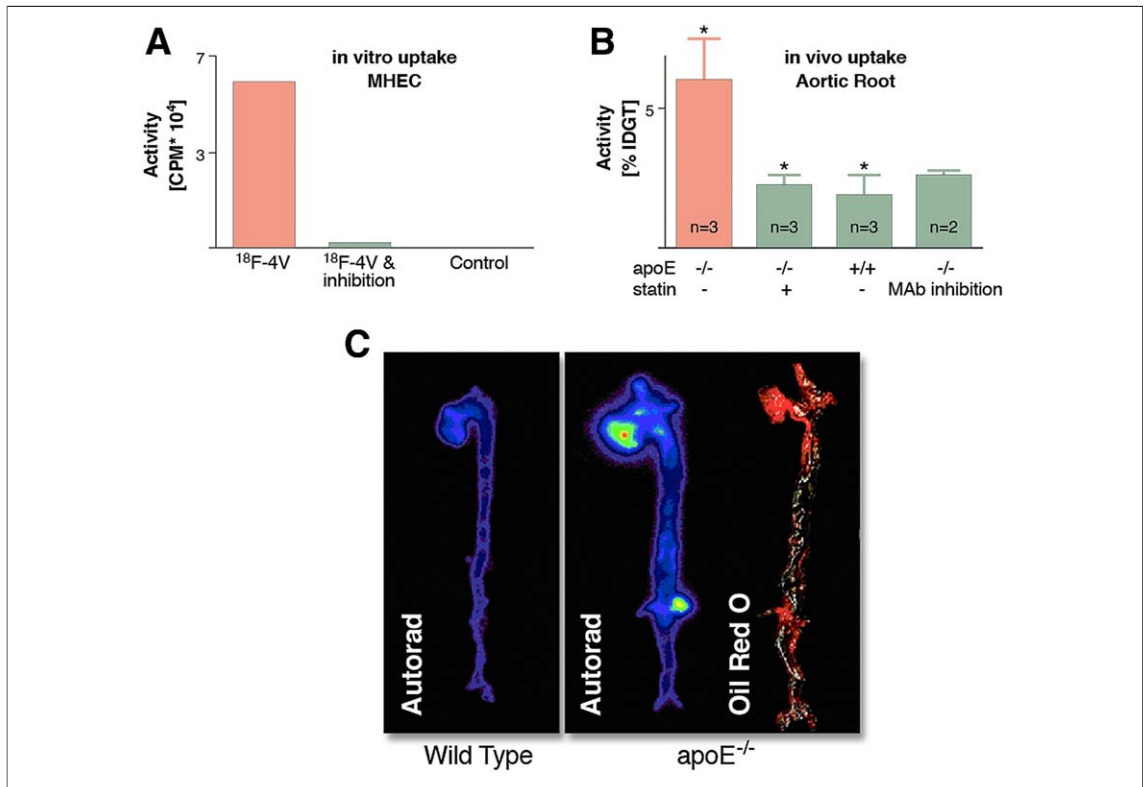 A
in vitro uptake
MHEC
Activity
[CPM* 10⁴]
7
3
¹⁸F-4V
¹⁸F-4V &
inhibition
Control
B
in vivo uptake
Aortic Root
Activity
[% IDGT]
5
*
*
*
n=3
n=3
n=3
n=2
apoE -/- -/- +/+ -/-
statin - + - MAb inhibition
C
Autorad
Autorad
Oil Red O
Wild Type
apoE⁻/⁻